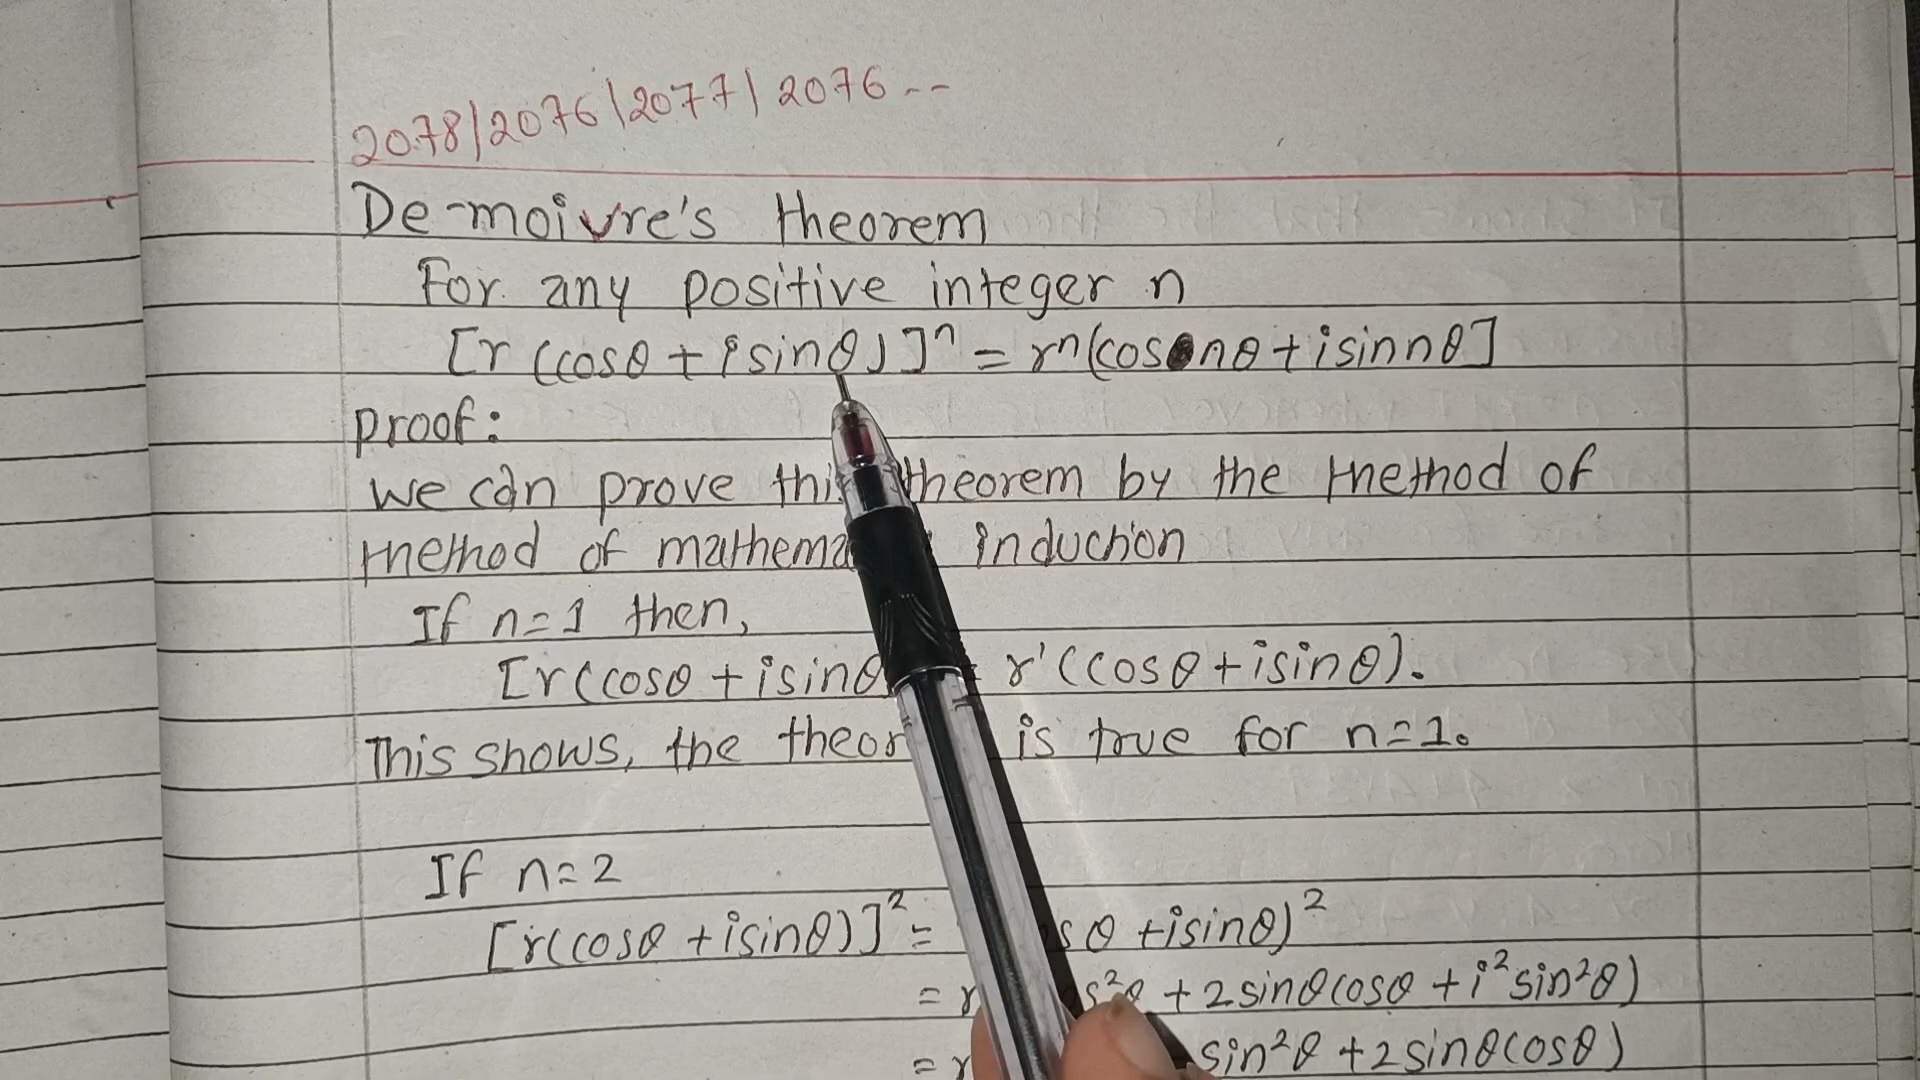 2078|2076|2077|2076--
De-moivre's theorem
For any positive integer n
[r(cosθ + isinθ)]ⁿ = rⁿ(cosnθ + isinnθ]
Proof:
We can prove this theorem by the method of
method of induction
If n=1 then,
[r(cosθ + isinθ = r'(cosθ + isinθ).
This shows, the is true for n=1.
If n=2
[r(cosθ + isinθ)]² = sθ + isinθ)²
= r s²θ + 2sinθcosθ + i²sin²θ)
= r sin²θ + 2sinθcosθ)